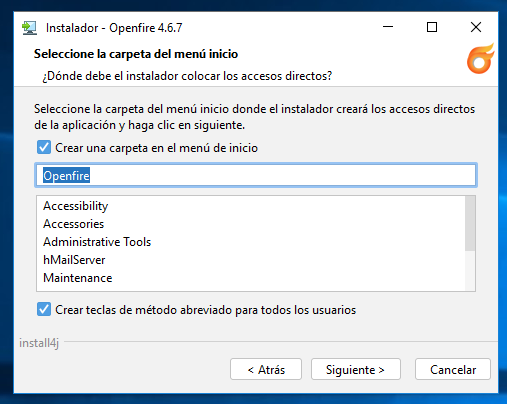 Instalador - Openfire 4.6.7
Seleccione la carpeta del menú inicio
¿Dónde debe el instalador colocar los accesos directos?
Seleccione la carpeta del menú inicio donde el instalador creará los accesos directos
de la aplicación y haga clic en siguiente.
Crear una carpeta en el menú de inicio
Openfire
Accessibility
Accessories
Administrative Tools
hMailServer
Maintenance
Crear teclas de método abreviado para todos los usuarios
install4j
< Atrás
Siguiente >
Cancelar